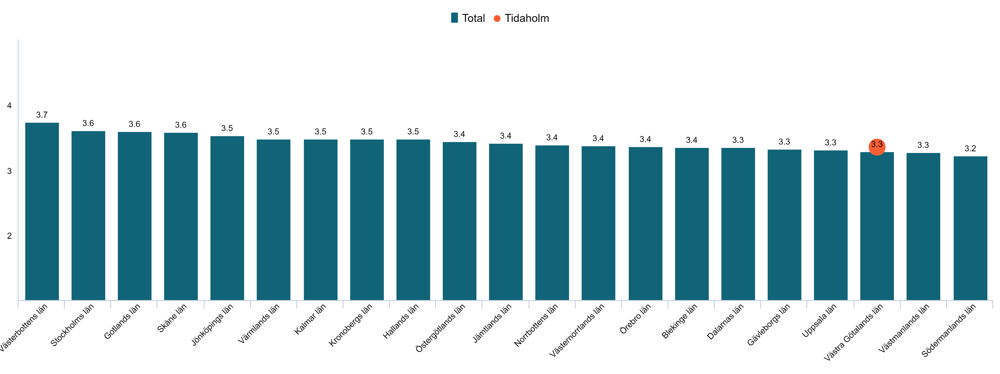 Total Tidaholm
4
3
2
3.7 3.6 3.6 3.6 3.5 3.5 3.5 3.5 3.5 3.4 3.4 3.4 3.4 3.4 3.4 3.3 3.3 3.3 3.3 3.3 3.2
Västerbottens län
Stockholms län
Gotlands län
Skåne län
Jönköpings län
Värmlands län
Kalmar län
Kronobergs län
Hallands län
Östergötlands län
Jämtlands län
Norrbottens län
Västernorrlands län
Örebro län
Blekinge län
Dalarnas län
Gävleborgs län
Uppsala län
Västra Götalands län
Västmanlands län
Södermanlands län